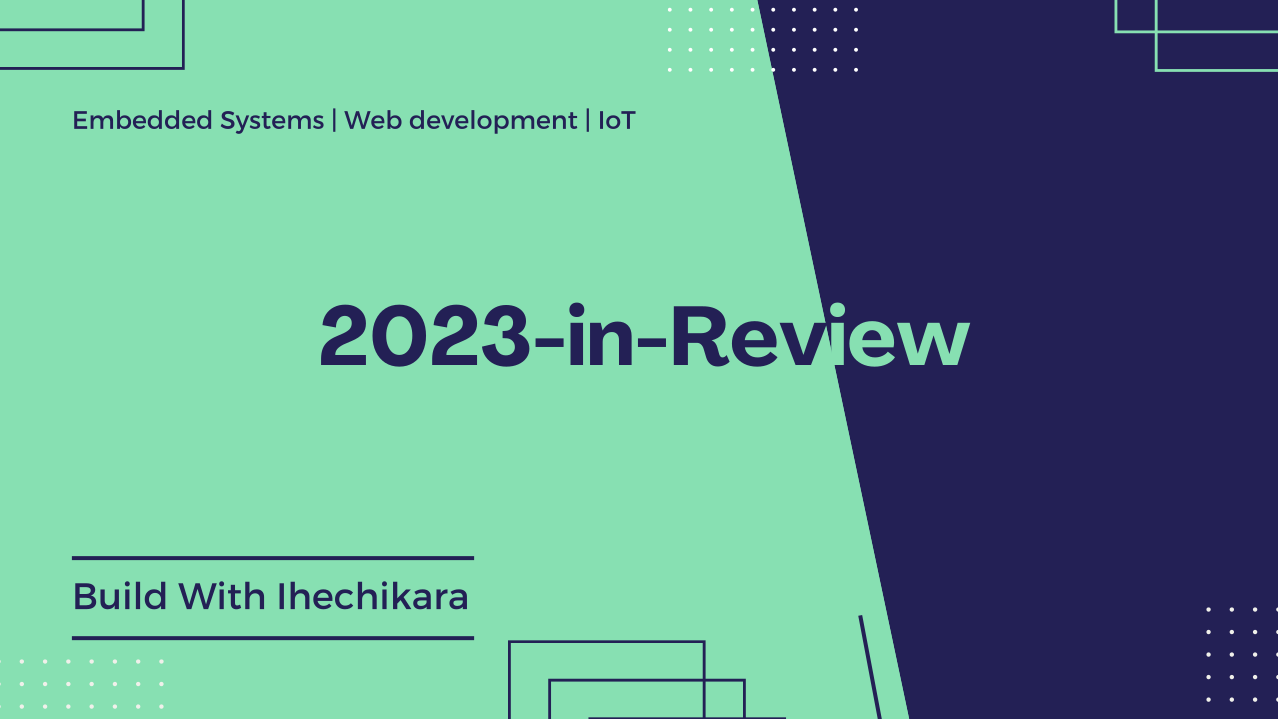 Embedded Systems | Web development | IoT
2023-in-Review
Build With Ihechikara